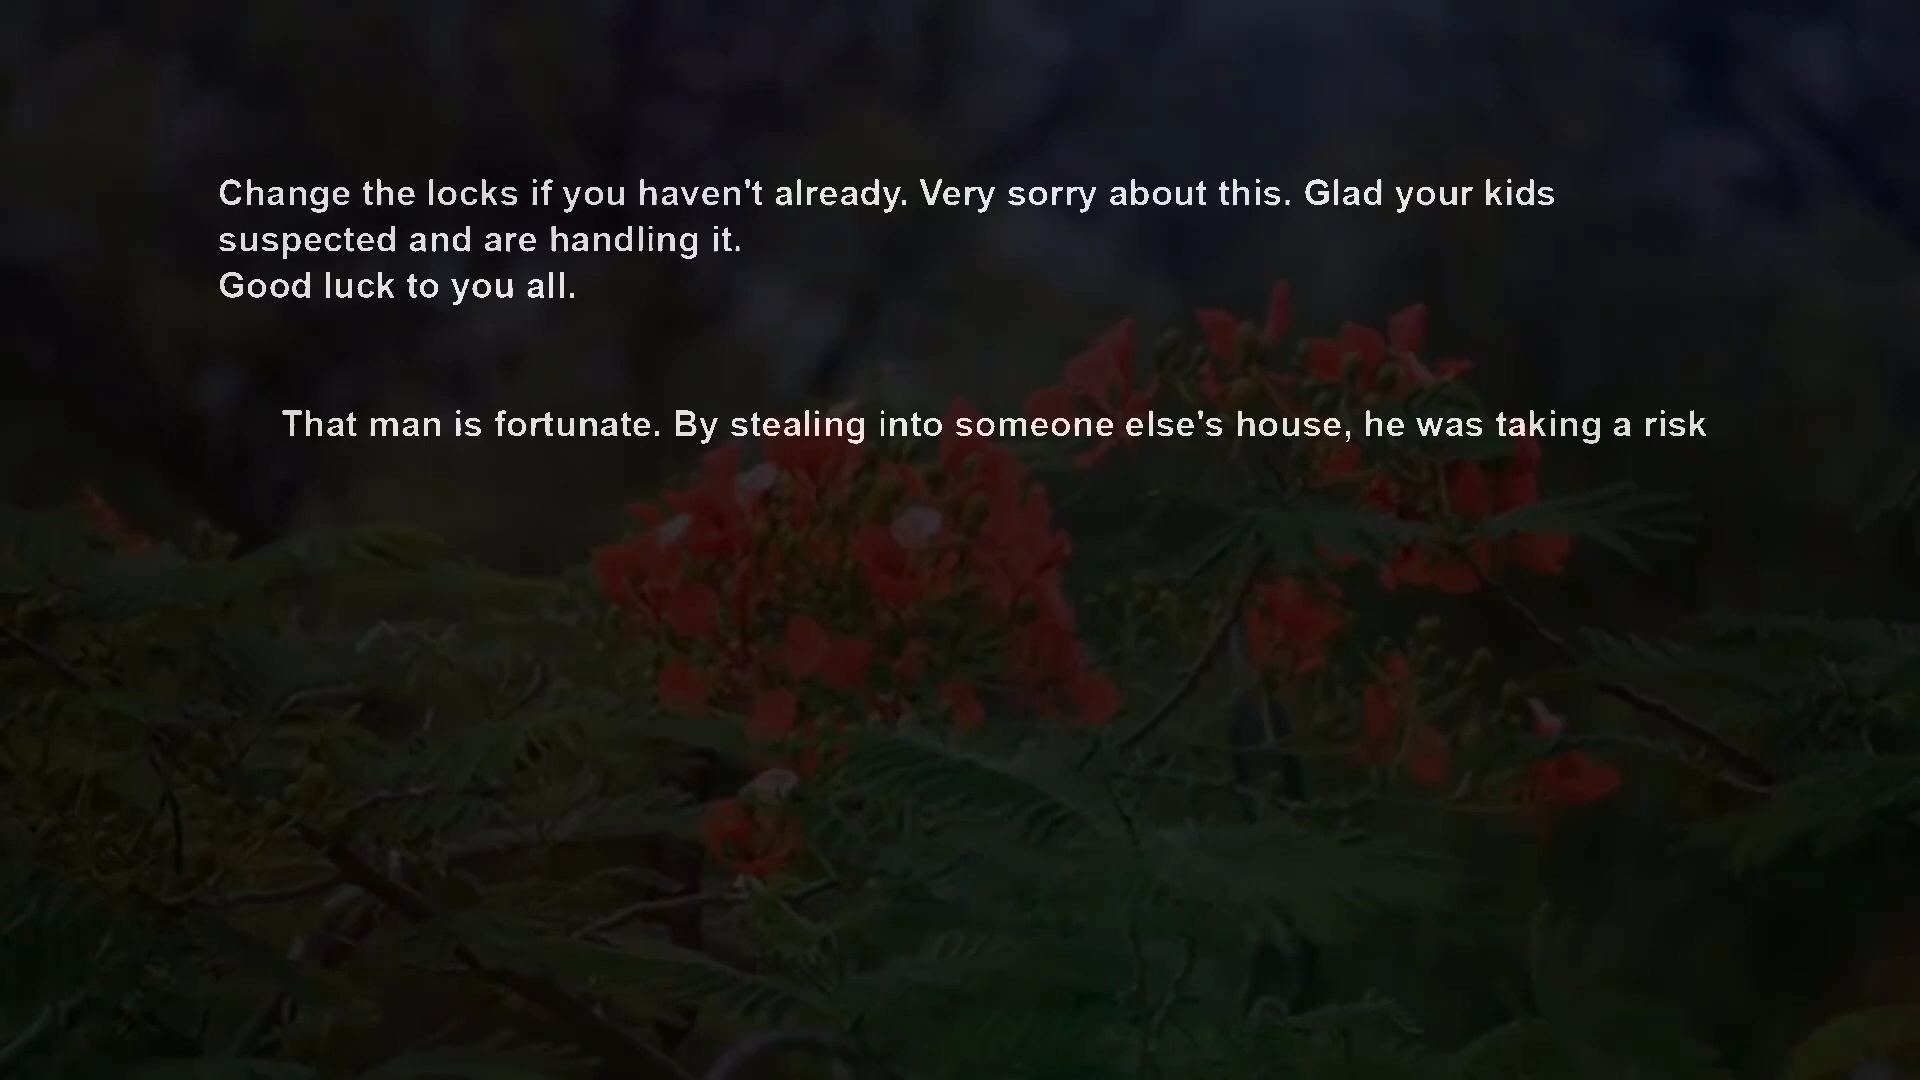 Change the locks if you haven't already. Very sorry about this. Glad your kids
suspected and are handling it.
Good luck to you all.
That man is fortunate. By stealing into someone else's house, he was taking a risk